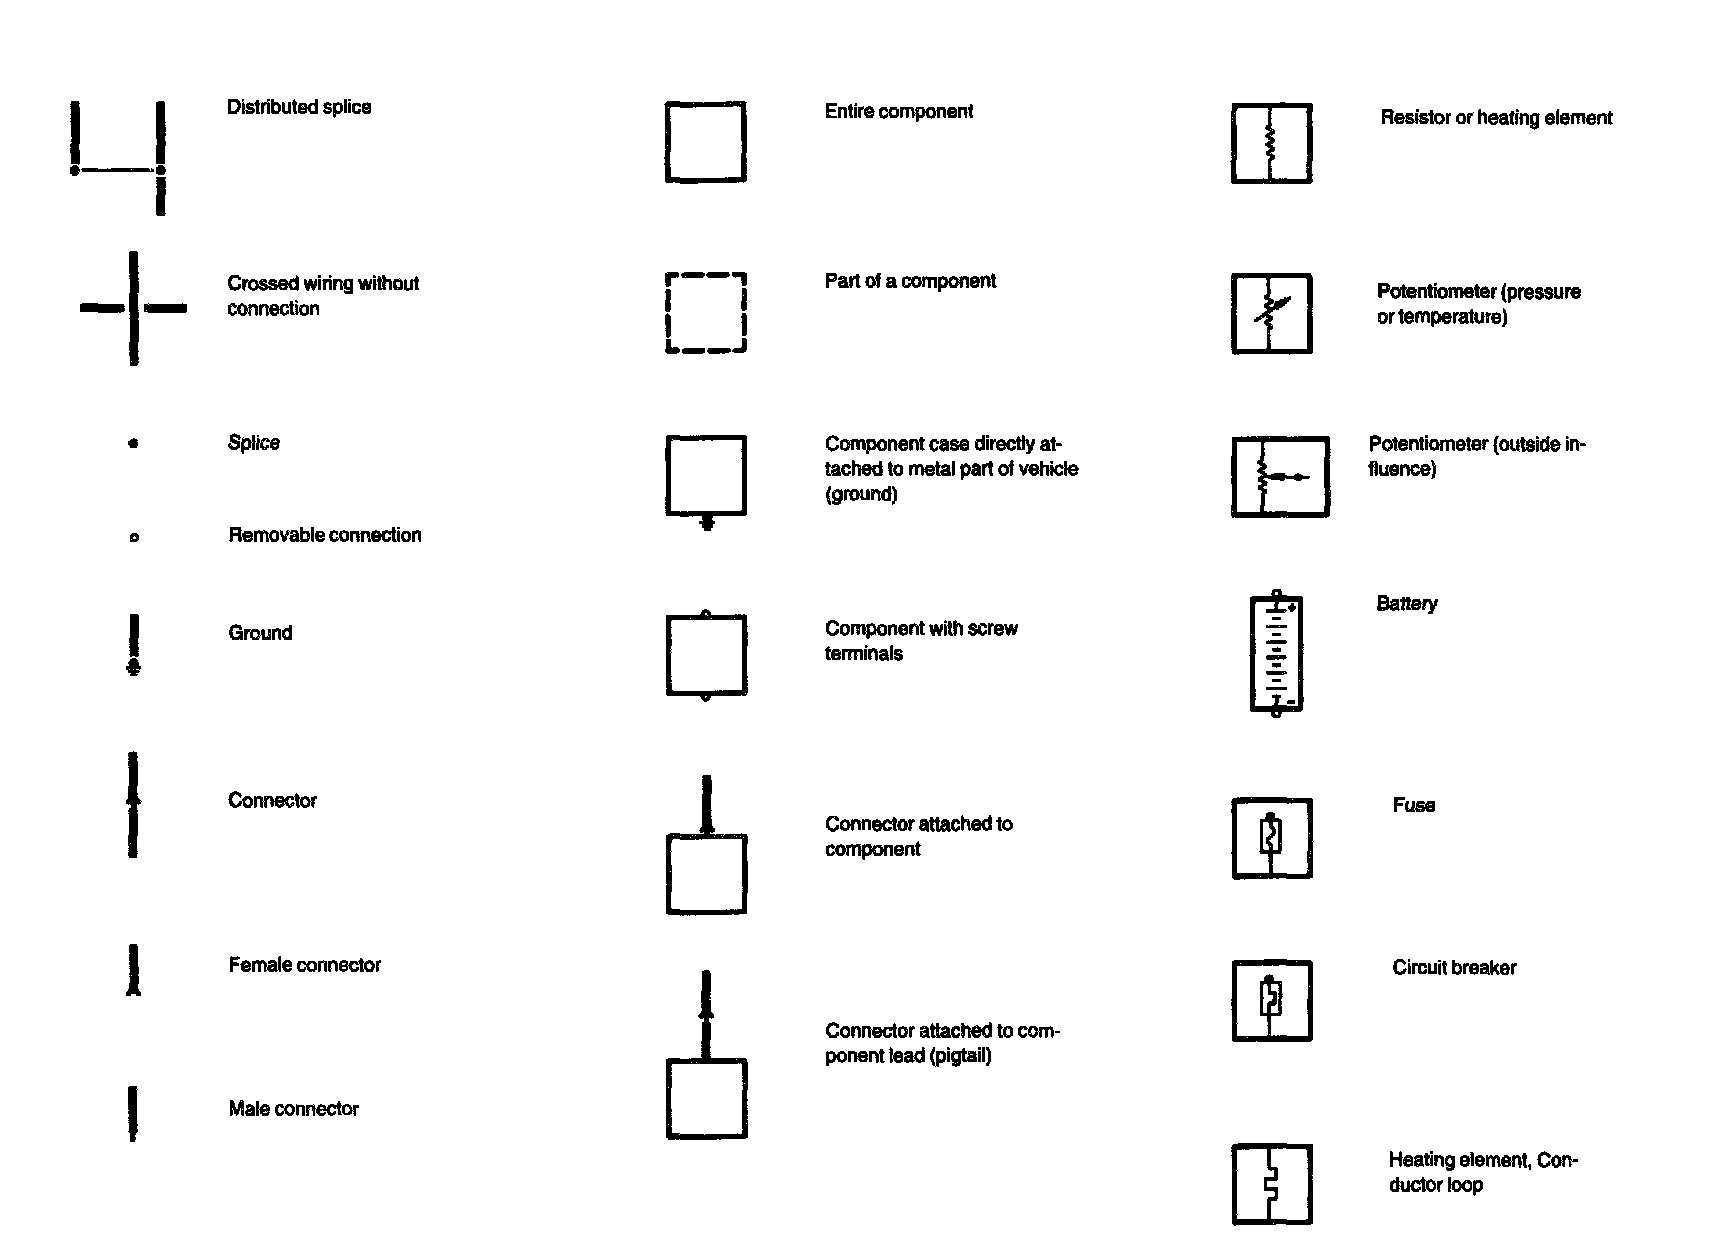 Distributed splice
Crossed wiring without
connection
Splice
Removable connection
Ground
Connector
Female connector
Male connector
Entire component
Part of a component
Component case directly at-
tached to metal part of vehicle
(ground)
Component with screw
terminals
Connector attached to
component
Connector attached to com-
ponent lead (pigtail)
Resistor or heating element
Potentiometer (pressure
or temperature)
Potentiometer (outside in-
fluence)
Battery
+
-
Fuse
Circuit breaker
Heating element, Con-
ductor loop